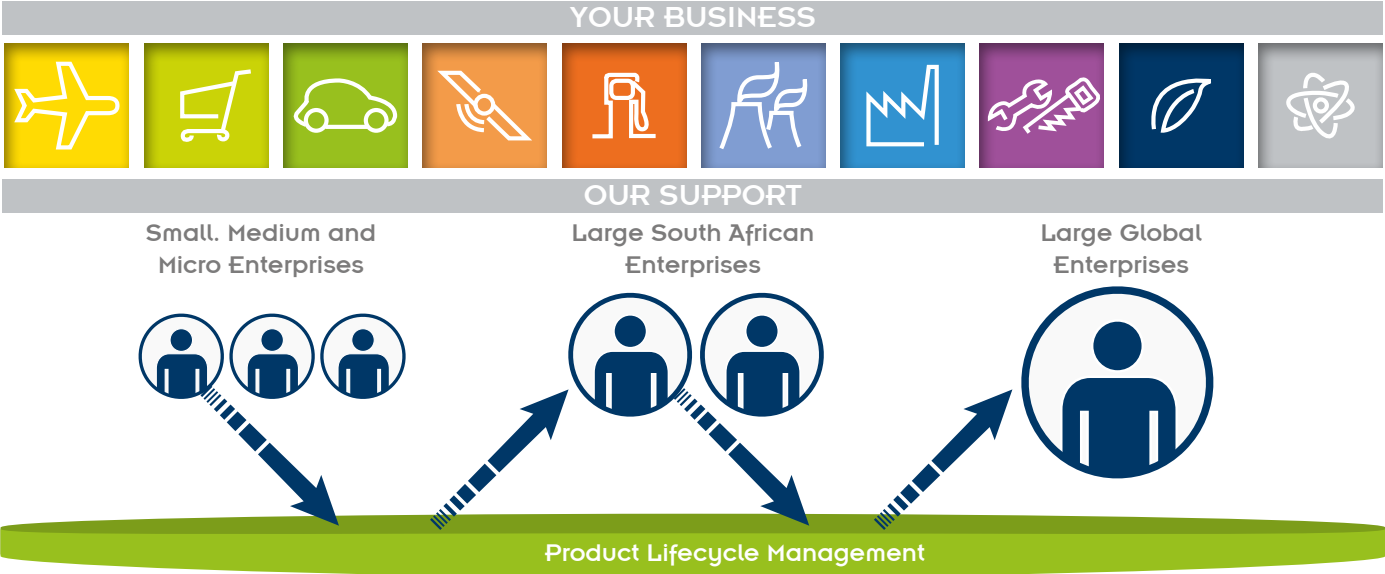 YOUR BUSINESS
OUR SUPPORT
Small. Medium and
Micro Enterprises
Large South African
Enterprises
Large Global
Enterprises
Product Lifecycle Management